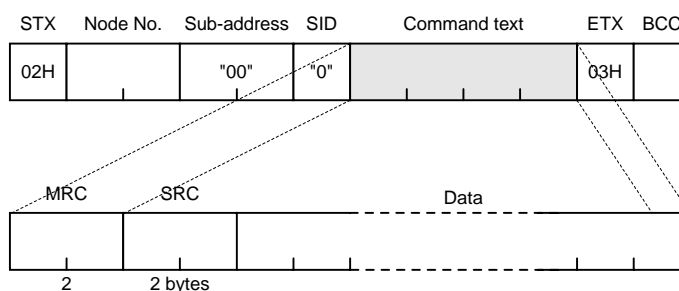 STX Node No. Sub-address SID Command text ETX BCC
02H "00" "0" 03H
MRC SRC Data
2 2 bytes